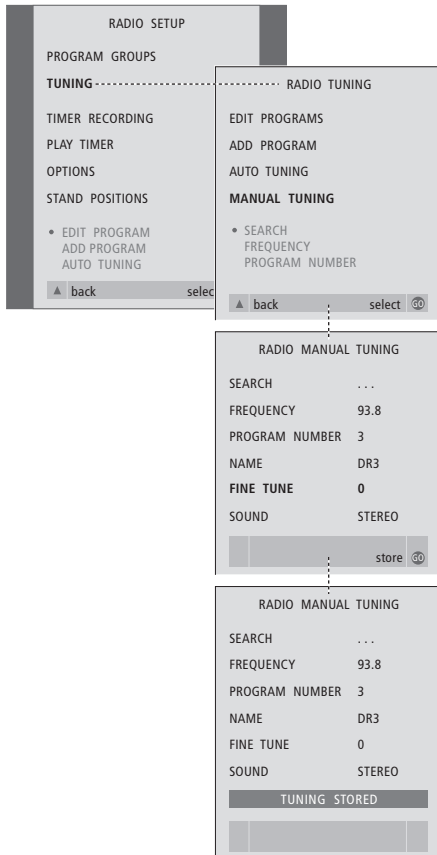 RADIO SETUP
PROGRAM GROUPS
TUNING
TIMER RECORDING
PLAY TIMER
OPTIONS
STAND POSITIONS
• EDIT PROGRAM
ADD PROGRAM
AUTO TUNING
▲ back selec
RADIO TUNING
EDIT PROGRAMS
ADD PROGRAM
AUTO TUNING
MANUAL TUNING
• SEARCH
FREQUENCY
PROGRAM NUMBER
▲ back select GO
RADIO MANUAL TUNING
SEARCH . . .
FREQUENCY 93.8
PROGRAM NUMBER 3
NAME DR3
FINE TUNE 0
SOUND STEREO
store GO
RADIO MANUAL TUNING
SEARCH . . .
FREQUENCY 93.8
PROGRAM NUMBER 3
NAME DR3
FINE TUNE 0
SOUND STEREO
TUNING STORED